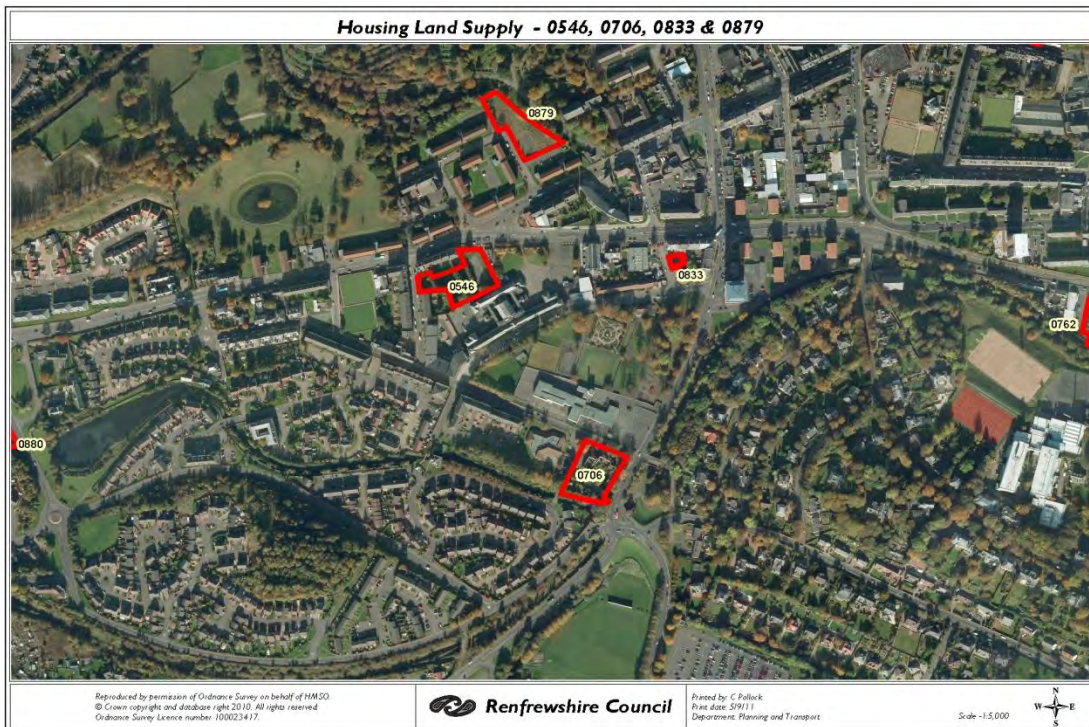 Housing Land Supply - 0546, 0706, 0833 & 0879
0879
0546
0833
0762
0880
0706
Reproduced by permission of Ordnance Survey on behalf of HMSO.
© Crown copyright and database right 2010. All rights reserved
Ordnance Survey Licence number 100023417.
Renfrewshire Council
Printed by: C Pollock
Print date: 5/9/11
Department: Planning and Transport
Scale -1:5,000
N
W E
S